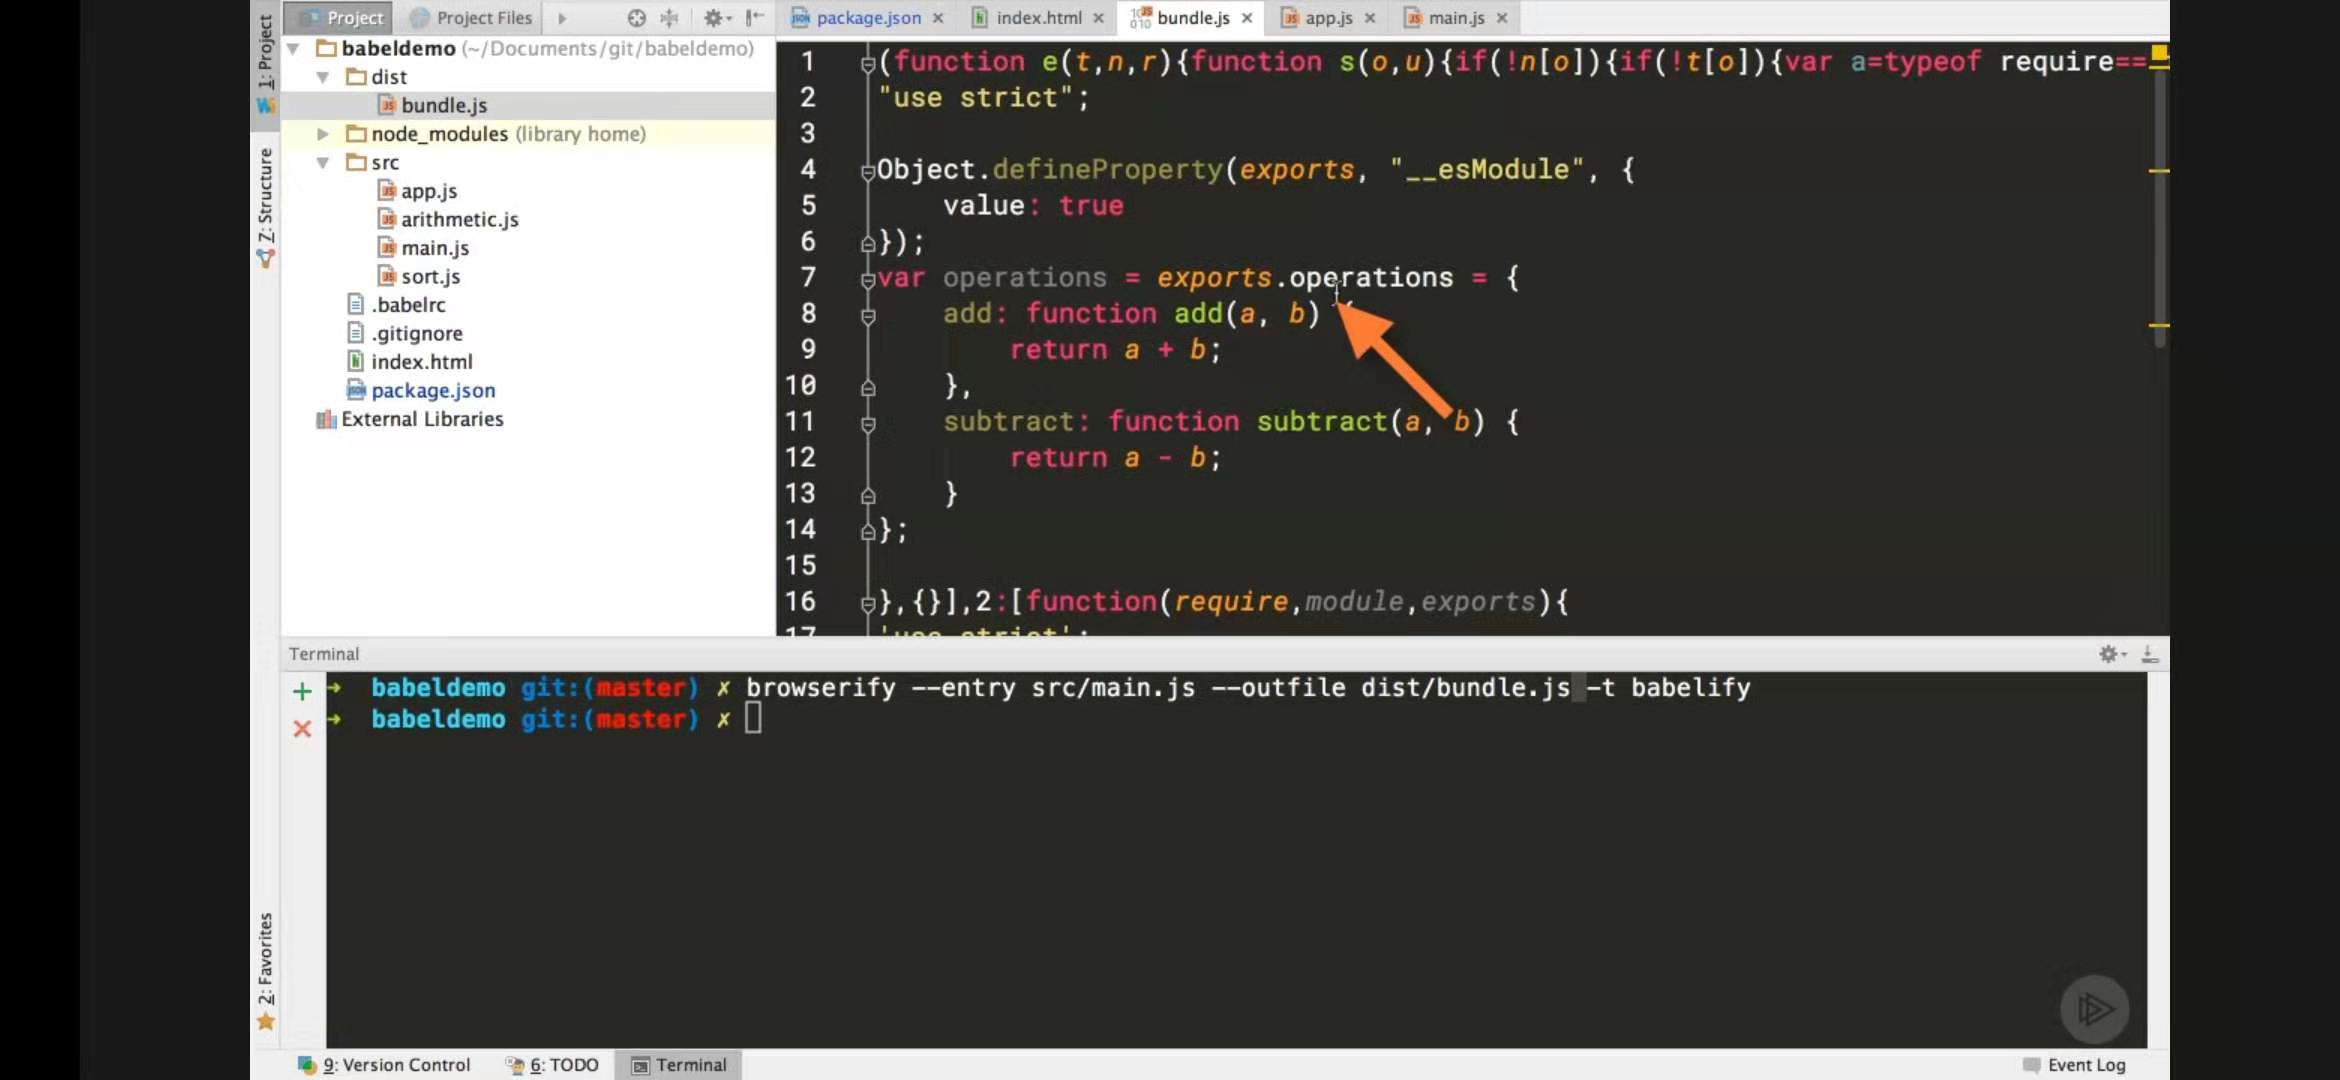 1: Project
Project
Project Files
package.json
index.html
bundle.js
app.js
main.js
babeldemo (~/Documents/git/babeldemo)
dist
bundle.js
node_modules (library home)
src
app.js
arithmetic.js
main.js
sort.js
.babelrc
.gitignore
index.html
package.json
External Libraries
Z: Structure
2: Favorites
1 (function e(t,n,r){function s(o,u){if(!n[o]){if(!t[o]){var a=typeof require==
2 "use strict";
3
4 Object.defineProperty(exports, "__esModule", {
5 value: true
6 });
7 var operations = exports.operations = {
8 add: function add(a, b) {
9 return a + b;
10 },
11 subtract: function subtract(a, b) {
12 return a - b;
13 }
14 };
15
16 },{}],2:[function(require,module,exports){
17 'use strict';
Terminal
➜ babeldemo git:(master) ✗ browserify --entry src/main.js --outfile dist/bundle.js -t babelify
➜ babeldemo git:(master) ✗
9: Version Control
6: TODO
Terminal
Event Log